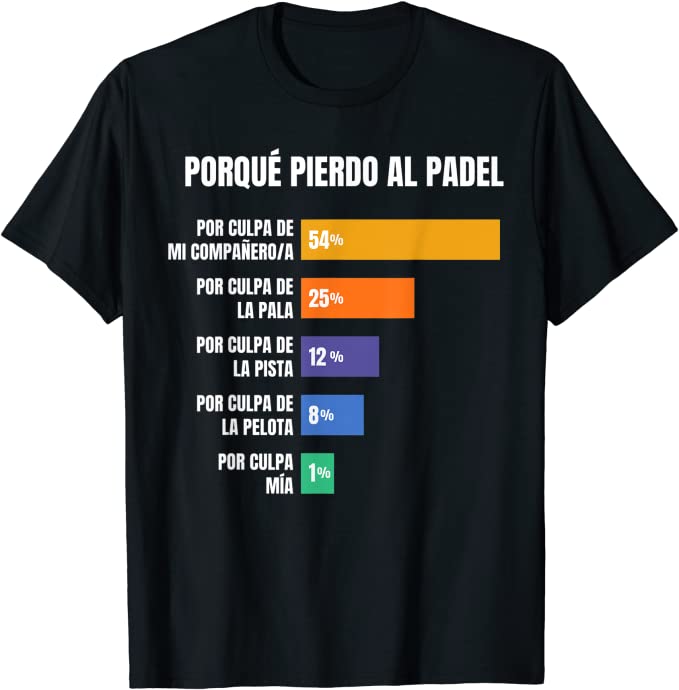 PORQUÉ PIERDO AL PADEL
POR CULPA DE
MI COMPAÑERO/A
54%
POR CULPA DE
LA PALA
25%
POR CULPA DE
LA PISTA
12 %
POR CULPA DE
LA PELOTA
8%
POR CULPA
MÍA
1%